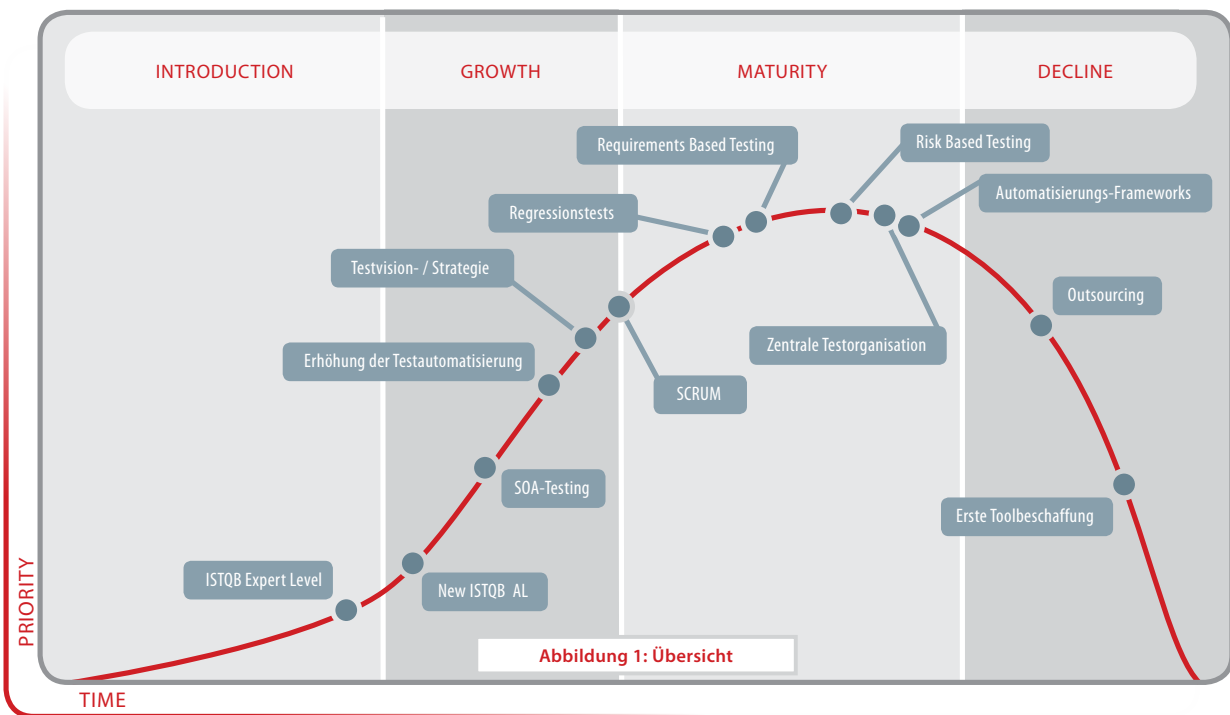 INTRODUCTION
GROWTH
MATURITY
DECLINE
Requirements Based Testing
Risk Based Testing
Automatisierungs-Frameworks
Regressionstests
Testvision- / Strategie
Outsourcing
Erhöhung der Testautomatisierung
Zentrale Testorganisation
SCRUM
SOA-Testing
Erste Toolbeschaffung
ISTQB Expert Level
New ISTQB AL
PRIORITY
Abbildung 1: Übersicht
TIME